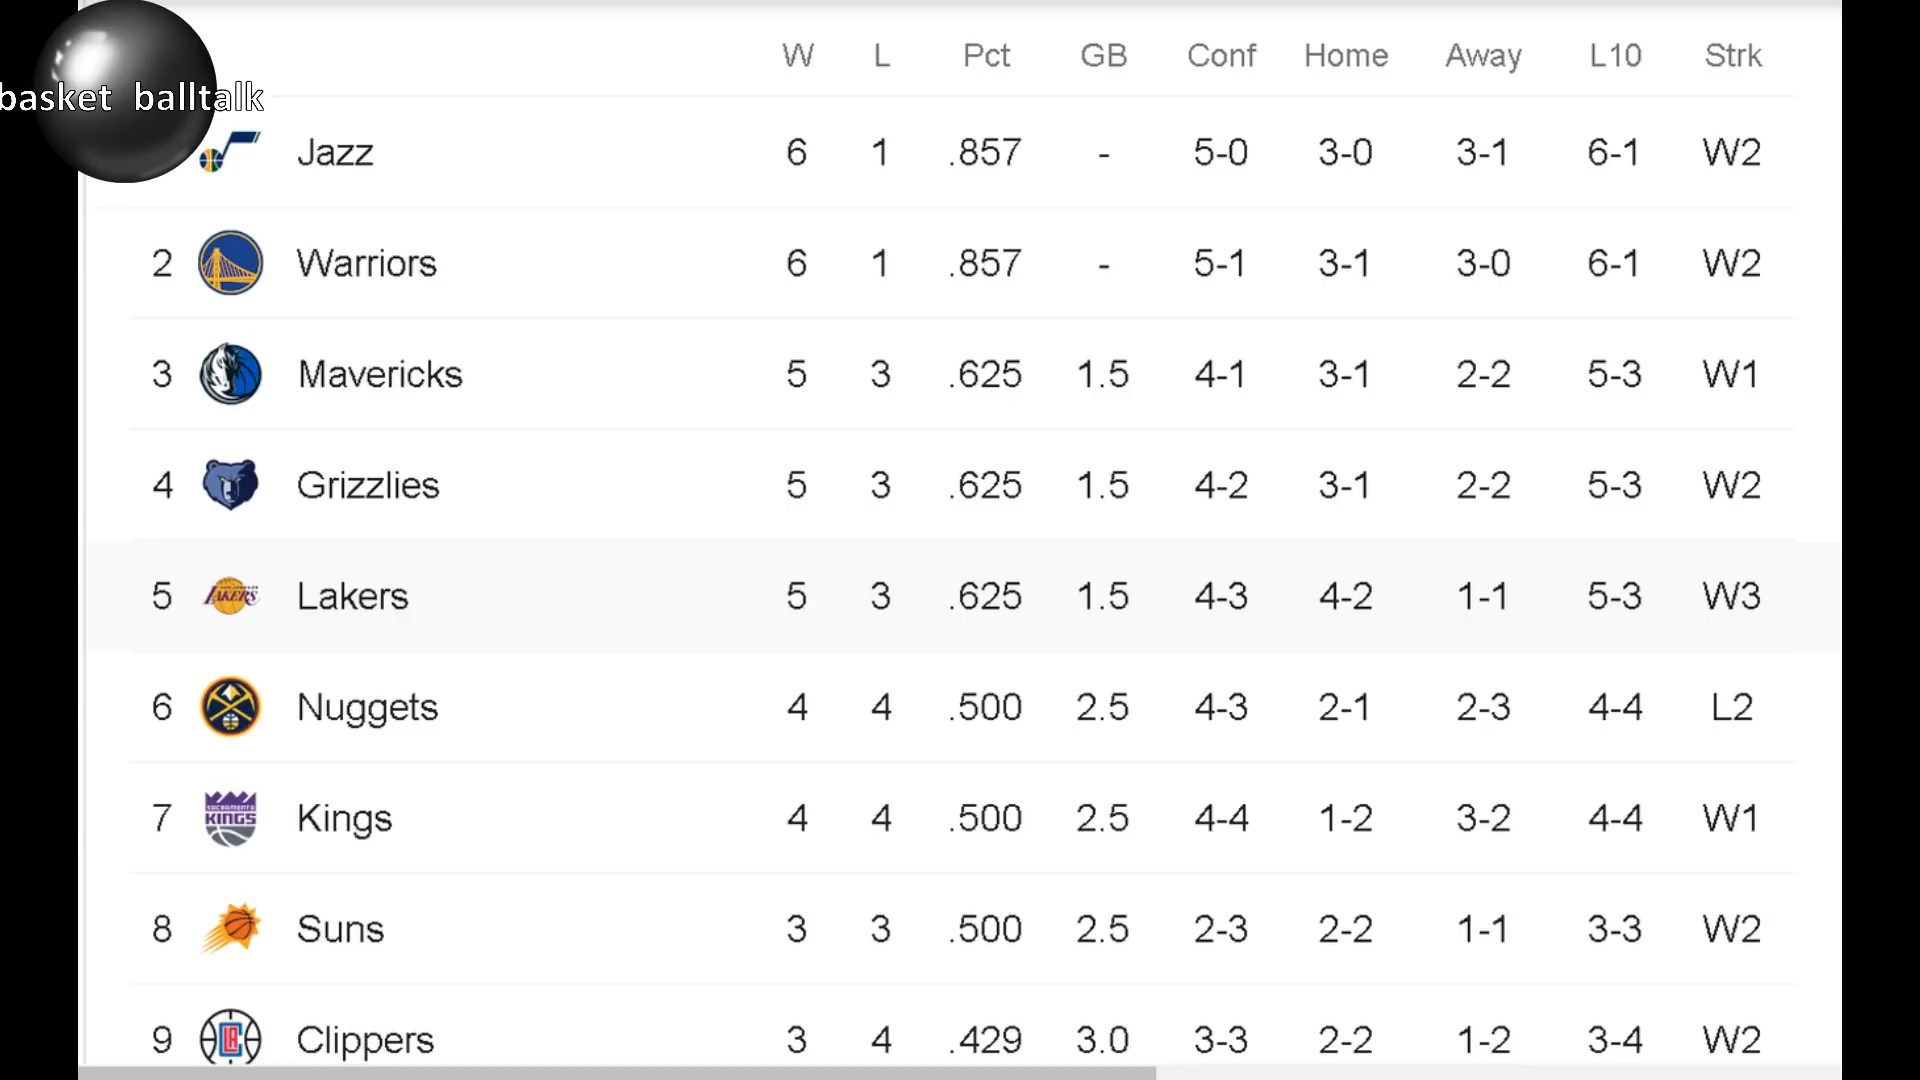 W L Pct GB Conf Home Away L10 Strk
basket balltalk
Jazz 6 1 .857 - 5-0 3-0 3-1 6-1 W2
2 Warriors 6 1 .857 - 5-1 3-1 3-0 6-1 W2
3 Mavericks 5 3 .625 1.5 4-1 3-1 2-2 5-3 W1
4 Grizzlies 5 3 .625 1.5 4-2 3-1 2-2 5-3 W2
5 LAKERS Lakers 5 3 .625 1.5 4-3 4-2 1-1 5-3 W3
6 Nuggets 4 4 .500 2.5 4-3 2-1 2-3 4-4 L2
7 SACRAMENTO KINGS Kings 4 4 .500 2.5 4-4 1-2 3-2 4-4 W1
8 Suns 3 3 .500 2.5 2-3 2-2 1-1 3-3 W2
9 LA Clippers 3 4 .429 3.0 3-3 2-2 1-2 3-4 W2